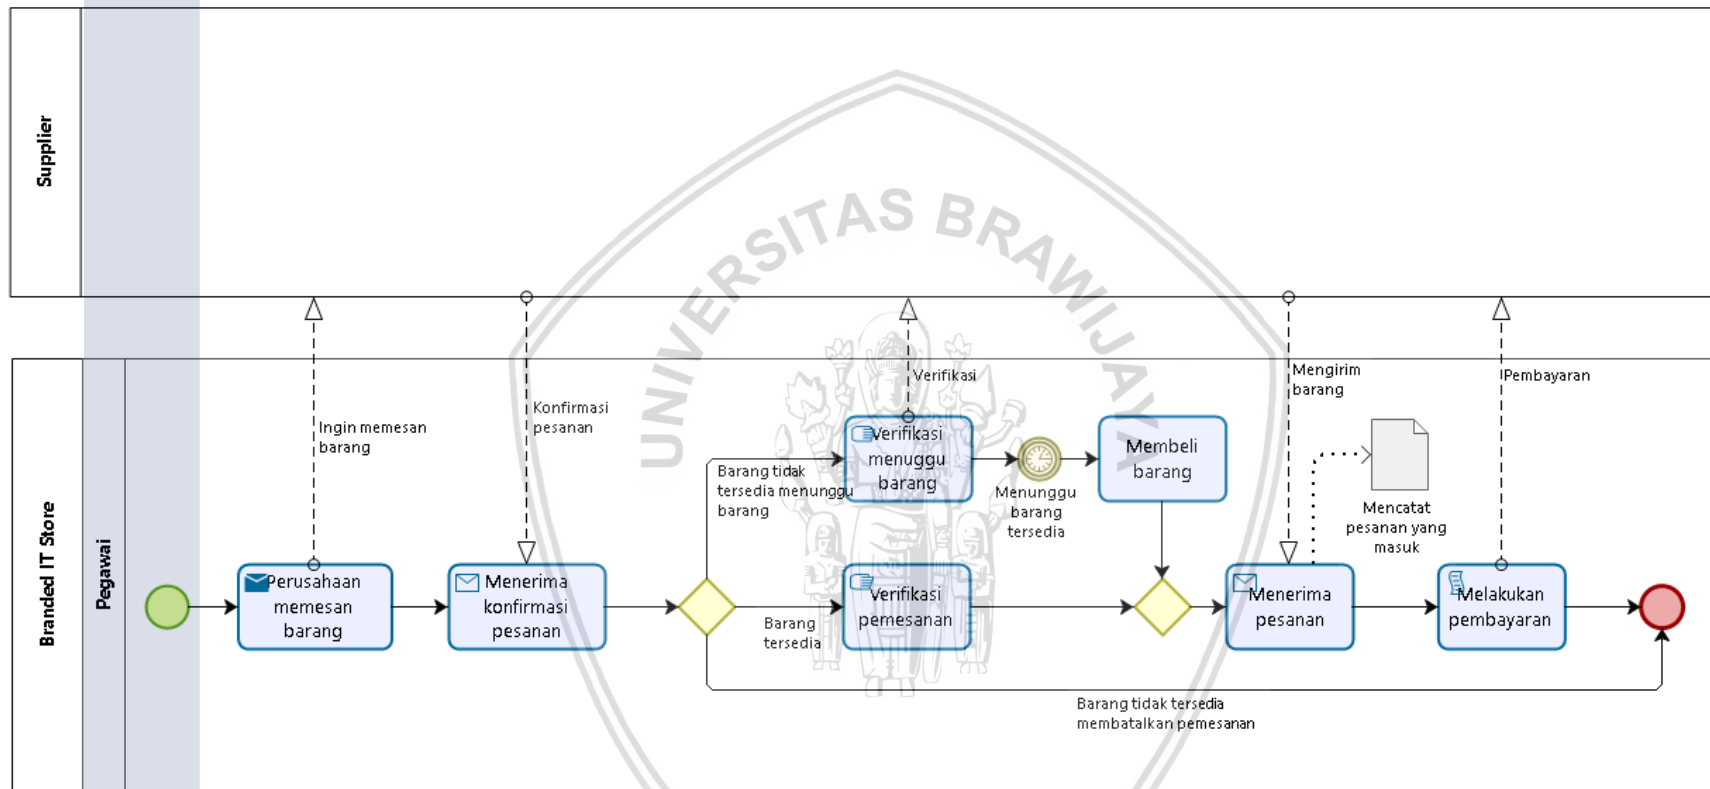 Supplier
UNIVERSITAS BRAWIJAYA
Branded IT Store
Pegawai
Ingin memesan
barang
Konfirmasi
pesanan
Verifikasi
Mengirim
barang
Pembayaran
Perusahaan
memesan
barang
Menerima
konfirmasi
pesanan
Barang tidak
tersedia menunggu
barang
Barang
tersedia
Verifikasi
menuggu
barang
Menunggu
barang
tersedia
Membeli
barang
Verifikasi
pemesanan
Menerima
pesanan
Mencatat
pesanan yang
masuk
Melakukan
pembayaran
Barang tidak tersedia
membatalkan pemesanan